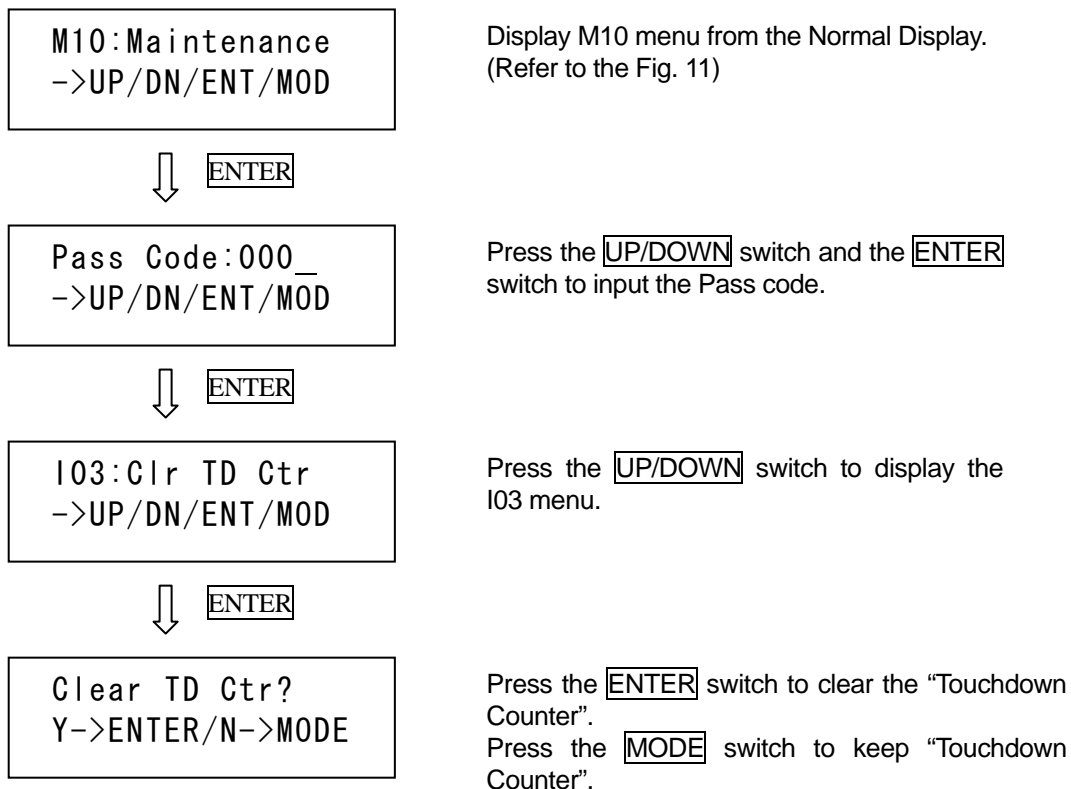 M10:Maintenance
->UP/DN/ENT/MOD
Display M10 menu from the Normal Display.
(Refer to the Fig. 11)
ENTER
Pass Code:000_
->UP/DN/ENT/MOD
Press the UP/DOWN switch and the ENTER
switch to input the Pass code.
ENTER
I03:Clr TD Ctr
->UP/DN/ENT/MOD
Press the UP/DOWN switch to display the
I03 menu.
ENTER
Clear TD Ctr?
Y->ENTER/N->MODE
Press the ENTER switch to clear the “Touchdown
Counter”.
Press the MODE switch to keep “Touchdown
Counter”.